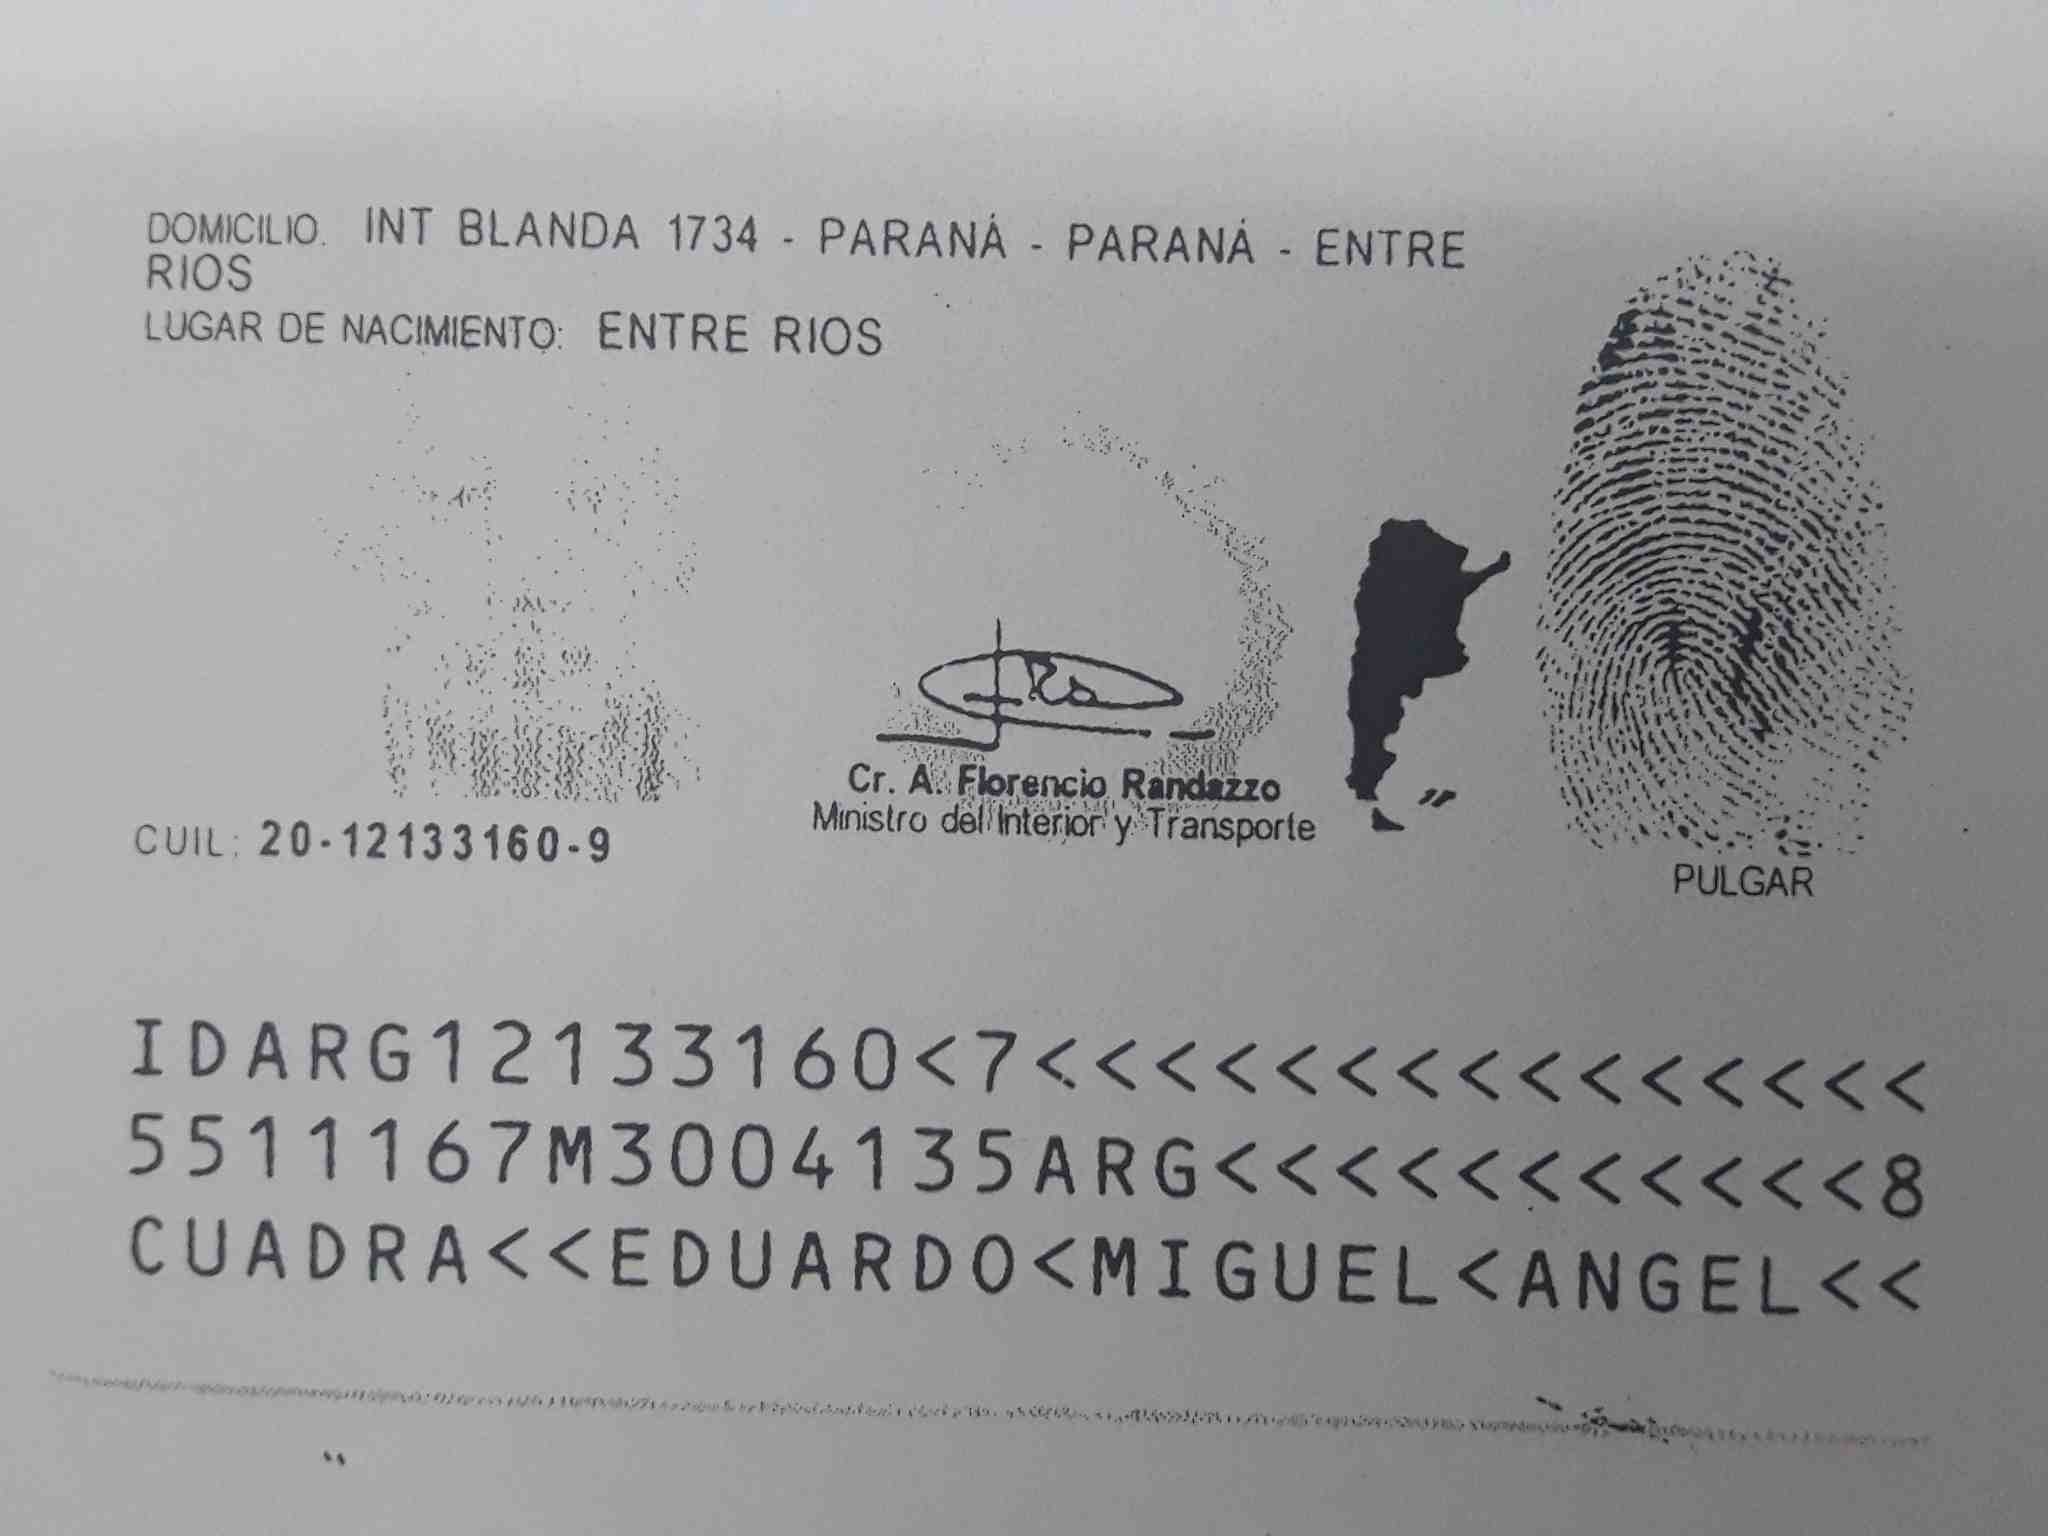 DOMICILIO. INT BLANDA 1734 - PARANÁ - PARANÁ - ENTRE
RIOS
LUGAR DE NACIMIENTO: ENTRE RIOS
Cr. A. Florencio Randazzo
Ministro del Interior y Transporte
CUIL: 20-12133160-9
PULGAR
IDARG12133160<7<<<<<<<<<<<<<<<
5511167M3004135ARG<<<<<<<<<<<8
CUADRA<<EDUARDO<MIGUEL<ANGEL<<